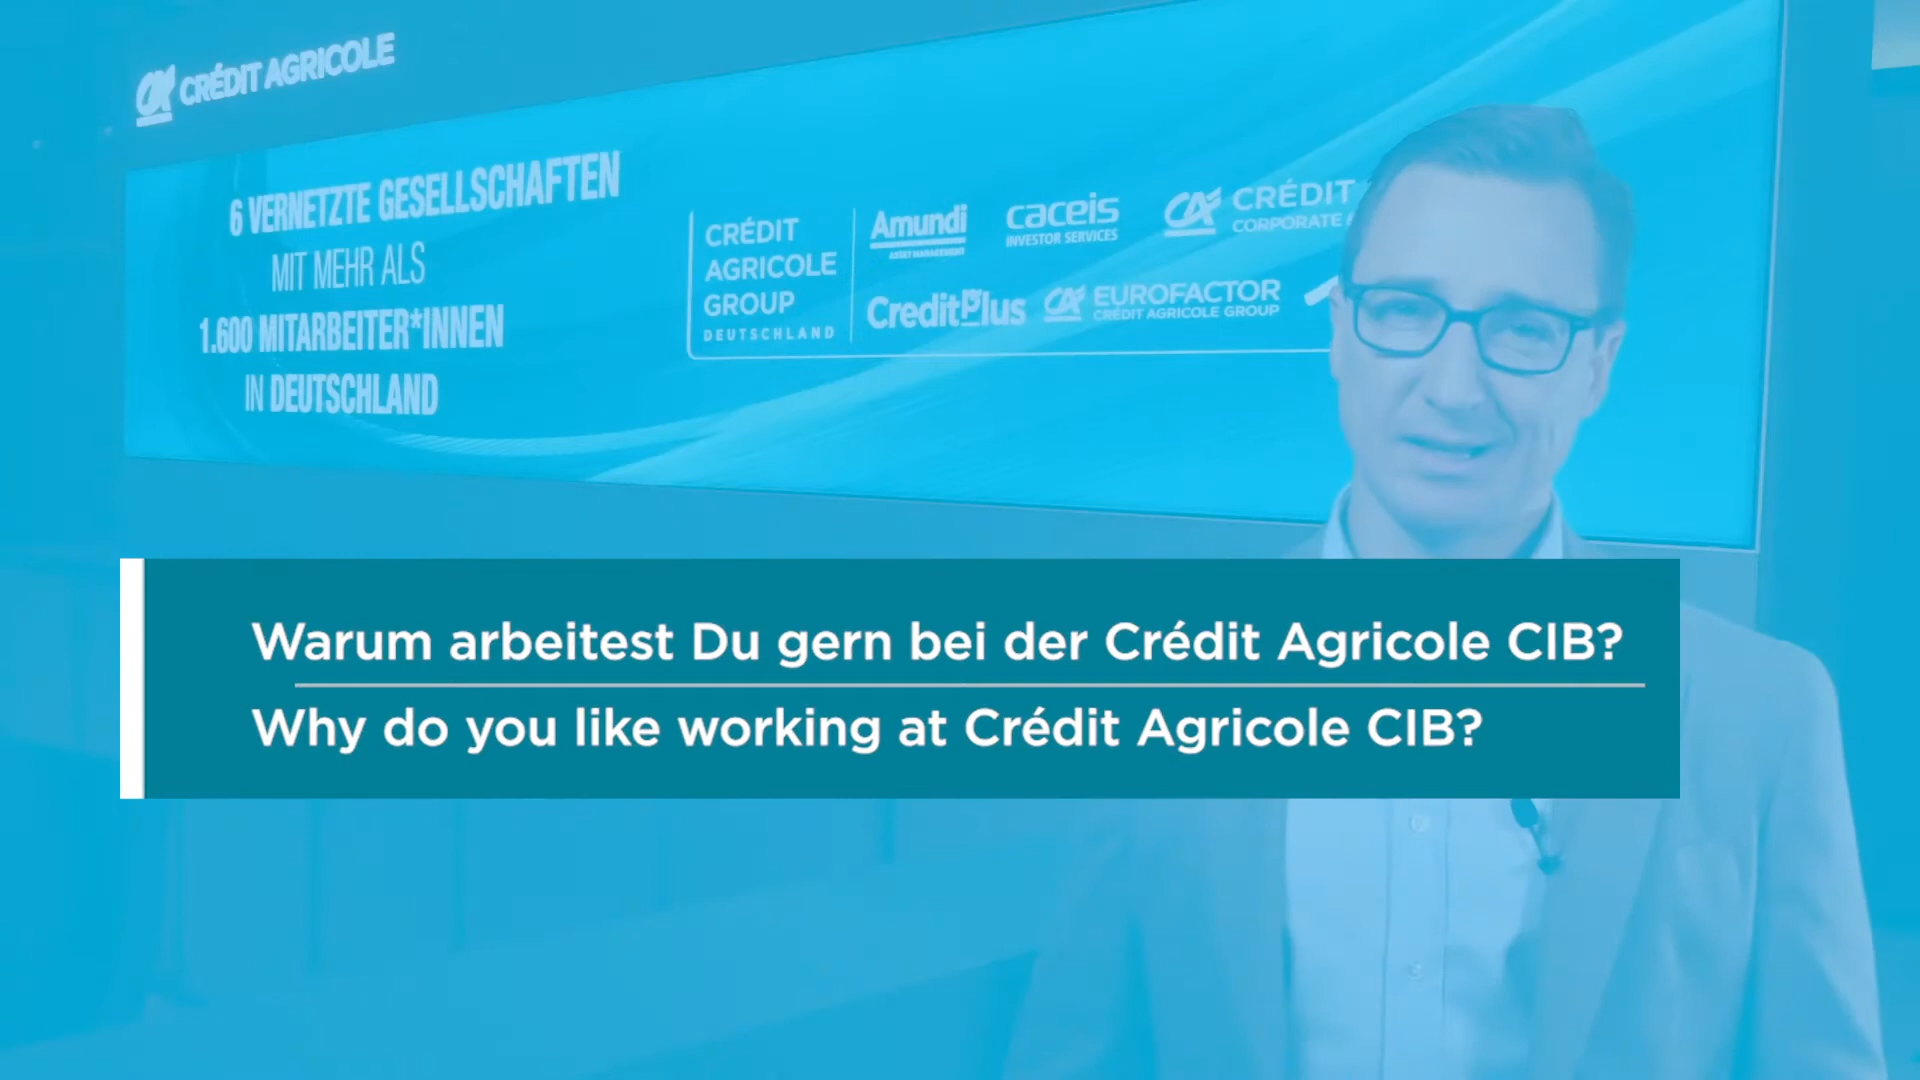 CRÉDIT AGRICOLE
6 VERNETZTE GESELLSCHAFTEN
MIT MEHR ALS
1.600 MITARBEITER*INNEN
IN DEUTSCHLAND
CRÉDIT
AGRICOLE
GROUP
DEUTSCHLAND
Amundi
ASSET MANAGEMENT
caceis
INVESTOR SERVICES
CRÉDIT
CORPORATE
CreditPlus
EUROFACTOR
CRÉDIT AGRICOLE GROUP
Warum arbeitest Du gern bei der Crédit Agricole CIB?
Why do you like working at Crédit Agricole CIB?